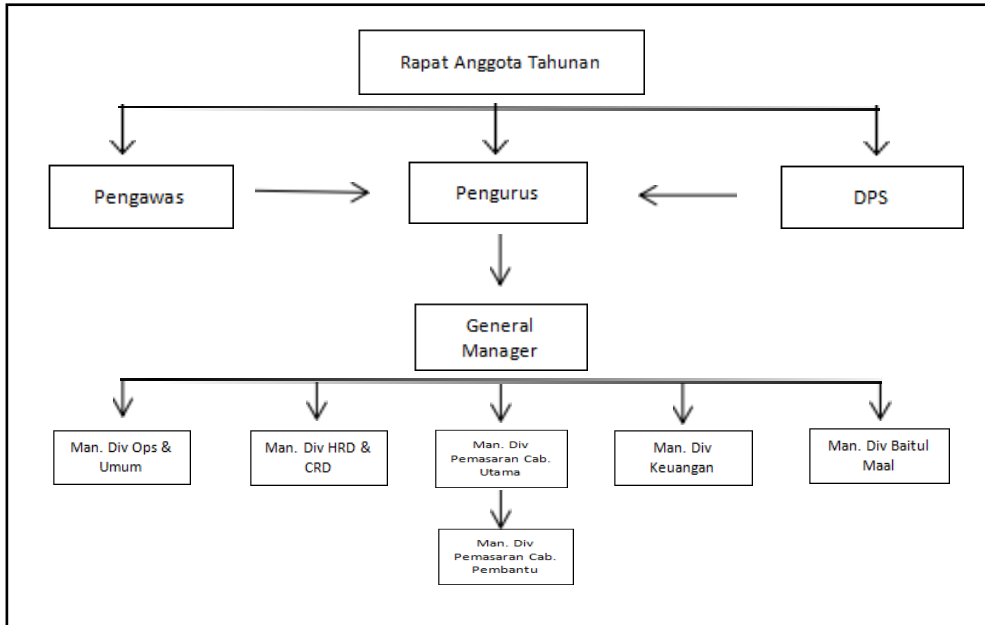 Rapat Anggota Tahunan
Pengawas
Pengurus
DPS
General
Manager
Man. Div Ops &
Umum
Man. Div HRD &
CRD
Man. Div
Pemasaran Cab.
Utama
Man. Div
Keuangan
Man. Div Baitul
Maal
Man. Div
Pemasaran Cab.
Pembantu